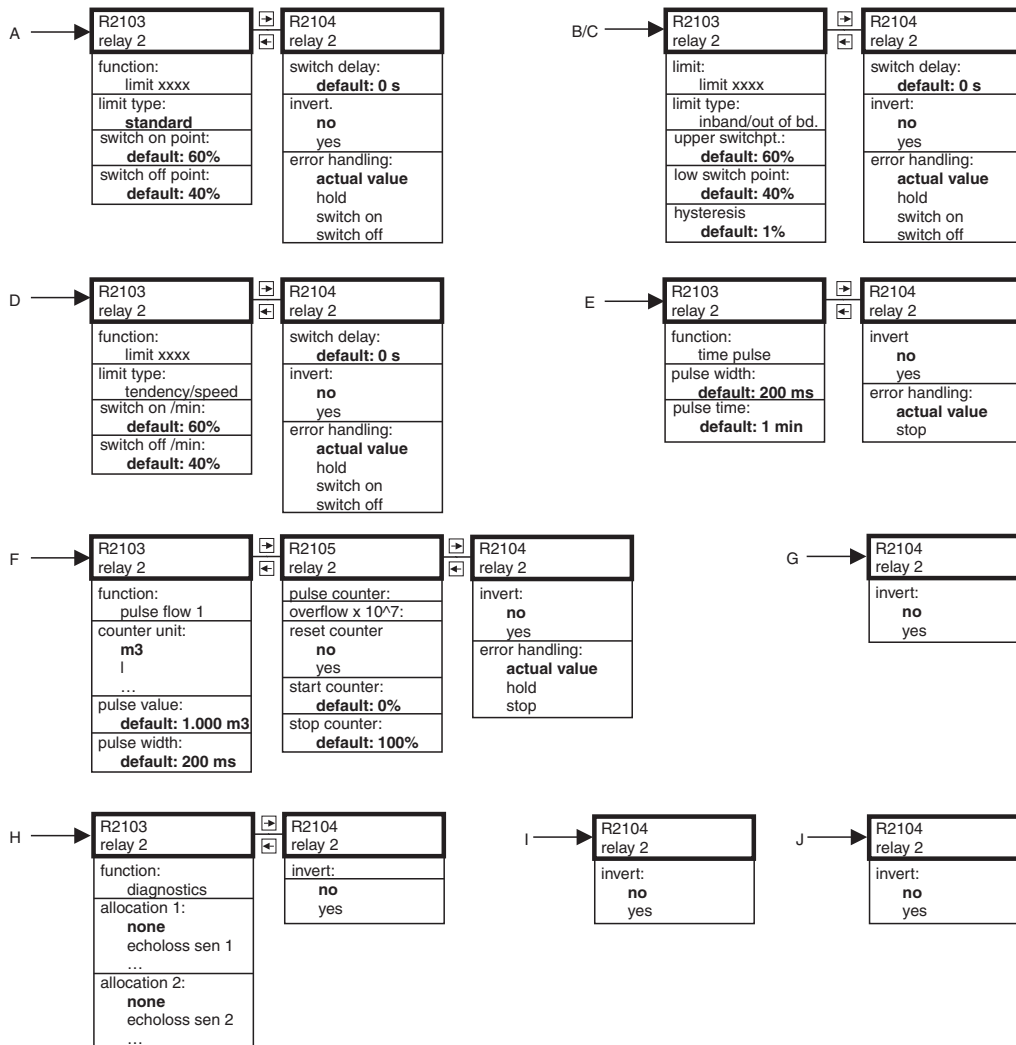 A
R2103
relay 2
function:
limit xxxx
limit type:
standard
switch on point:
default: 60%
switch off point:
default: 40%
R2104
relay 2
switch delay:
default: 0 s
invert.
no
yes
error handling:
actual value
hold
switch on
switch off
B/C
R2103
relay 2
limit:
limit xxxx
limit type:
inband/out of bd.
upper switchpt.:
default: 60%
low switch point:
default: 40%
hysteresis
default: 1%
R2104
relay 2
switch delay:
default: 0 s
invert:
no
yes
error handling:
actual value
hold
switch on
switch off
D
R2103
relay 2
function:
limit xxxx
limit type:
tendency/speed
switch on /min:
default: 60%
switch off /min:
default: 40%
R2104
relay 2
switch delay:
default: 0 s
invert:
no
yes
error handling:
actual value
hold
switch on
switch off
E
R2103
relay 2
function:
time pulse
pulse width:
default: 200 ms
pulse time:
default: 1 min
R2104
relay 2
invert
no
yes
error handling:
actual value
stop
F
R2103
relay 2
function:
pulse flow 1
counter unit:
m3
l
...
pulse value:
default: 1.000 m3
pulse width:
default: 200 ms
R2105
relay 2
pulse counter:
overflow x 10^7:
reset counter
no
yes
start counter:
default: 0%
stop counter:
default: 100%
R2104
relay 2
invert:
no
yes
error handling:
actual value
hold
stop
G
R2104
relay 2
invert:
no
yes
H
R2103
relay 2
function:
diagnostics
allocation 1:
none
echoloss sen 1
...
allocation 2:
none
echoloss sen 2
...
R2104
relay 2
invert:
no
yes
I
R2104
relay 2
invert:
no
yes
J
R2104
relay 2
invert:
no
yes